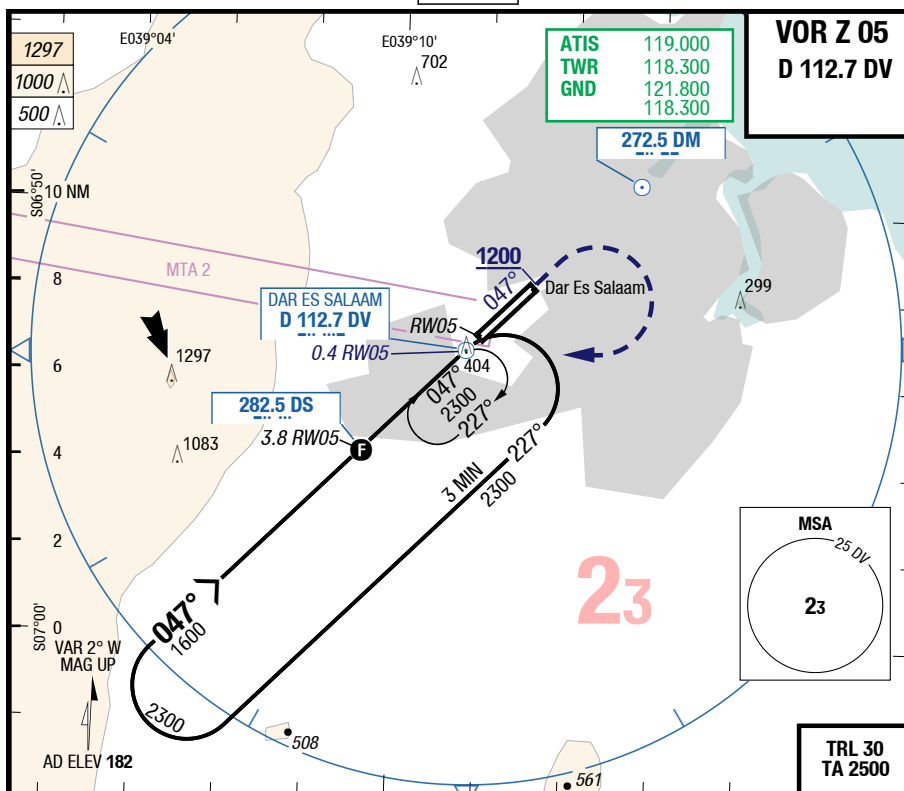 VOR Z 05
D 112.7 DV
E039°04'
E039°10'
1297
1000
500
702
ATIS 119.000
TWR 118.300
GND 121.800
118.300
272.5 DM
S06°50'
10 NM
MTA 2
8
1200
047°
Dar Es Salaam
299
DAR ES SALAAM
D 112.7 DV
RW05
0.4 RW05
404
6
1297
047°
2300
227°
282.5 DS
3.8 RW05
F
1083
4
227°
3 MIN
2300
2
MSA
25 DV
23
23
047°
1600
S07°00'
0
VAR 2° W
MAG UP
2300
508
AD ELEV 182
561
TRL 30
TA 2500